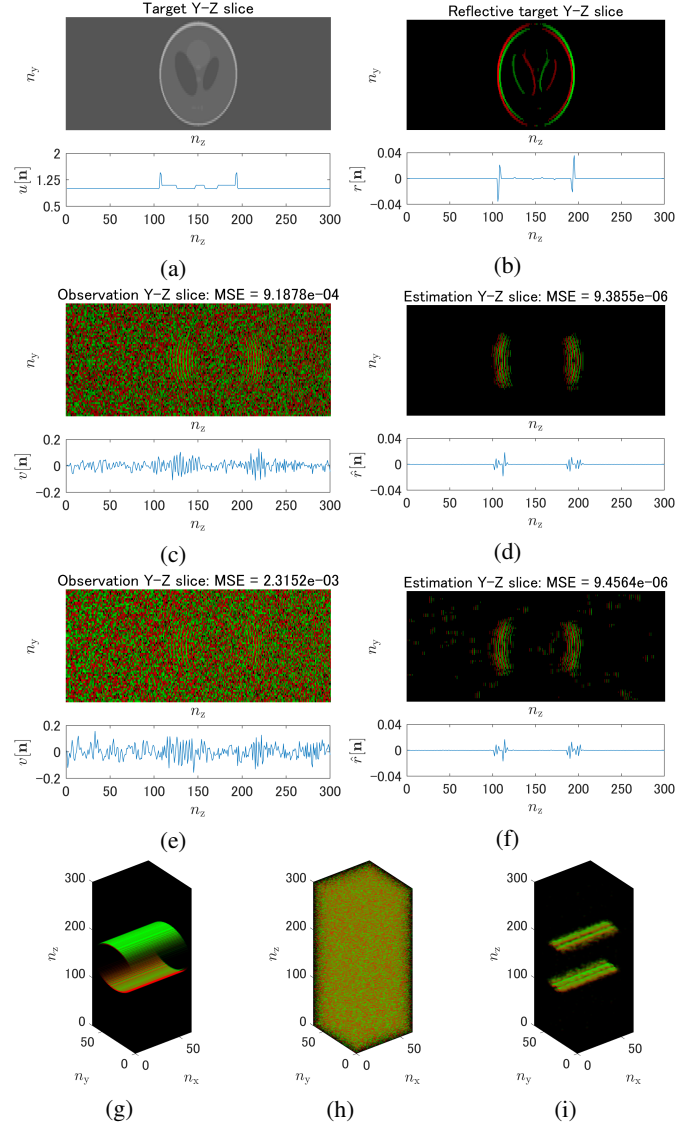 Target Y-Z slice
n_y
n_z
u[n]
2
1.25
0.5
0 50 100 150 200 250 300
n_z
(a)
Reflective target Y-Z slice
n_y
n_z
r[n]
0.04
0
-0.04
0 50 100 150 200 250 300
n_z
(b)
Observation Y-Z slice: MSE = 9.1878e-04
n_y
n_z
v[n]
0.2
0
-0.2
0 50 100 150 200 250 300
n_z
(c)
Estimation Y-Z slice: MSE = 9.3855e-06
n_y
n_z
r̂[n]
0.04
0
-0.04
0 50 100 150 200 250 300
n_z
(d)
Observation Y-Z slice: MSE = 2.3152e-03
n_y
n_z
v[n]
0.2
0
-0.2
0 50 100 150 200 250 300
n_z
(e)
Estimation Y-Z slice: MSE = 9.4564e-06
n_y
n_z
r̂[n]
0.04
0
-0.04
0 50 100 150 200 250 300
n_z
(f)
300
200
n_z
100
0
50
0 0
50
n_y
n_x
(g)
300
200
n_z
100
0
50
0 0
50
n_y
n_x
(h)
300
200
n_z
100
0
50
0 0
50
n_y
n_x
(i)